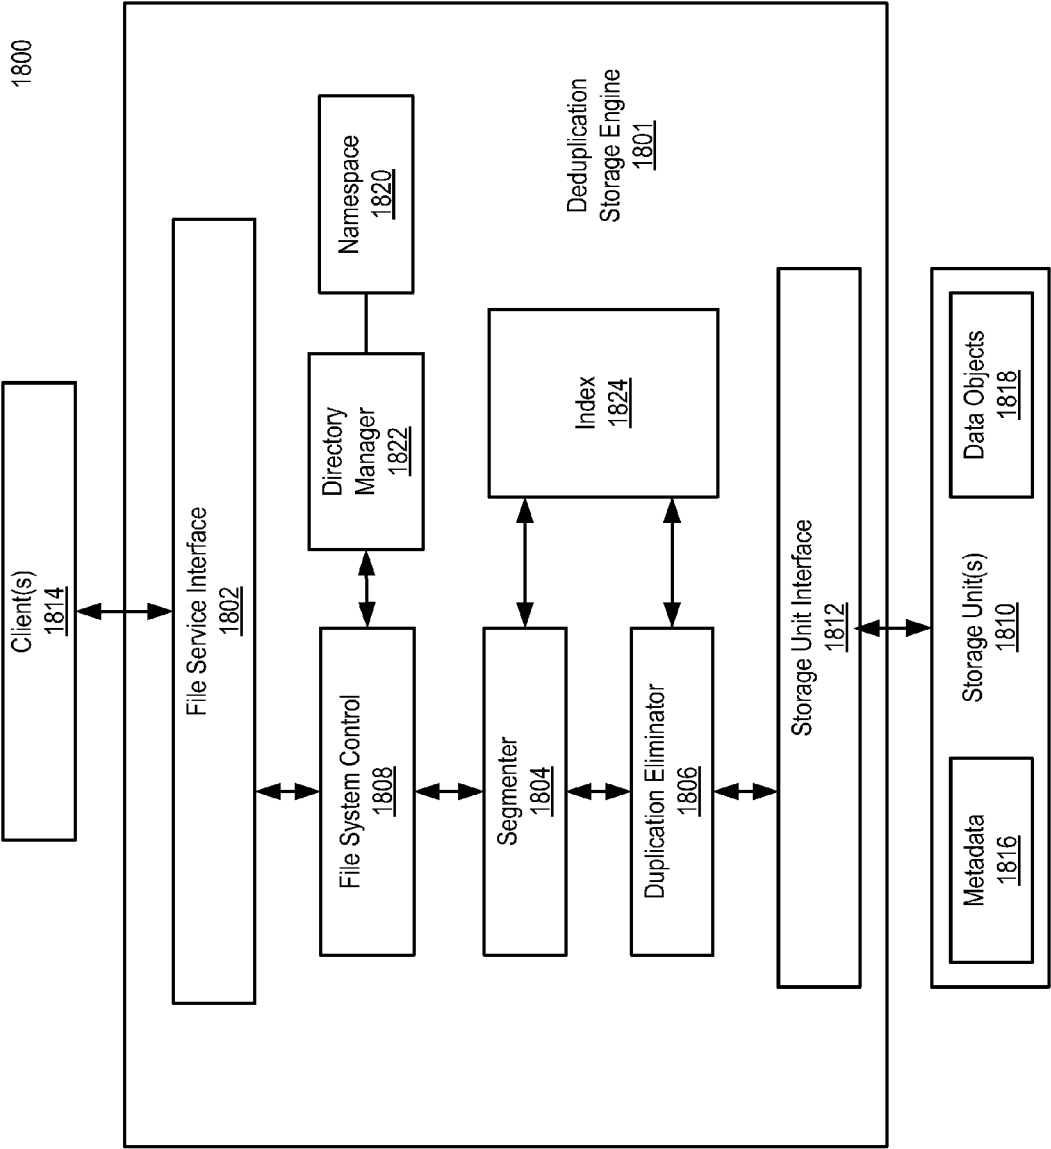 1800
Client(s)
1814
File Service Interface
1802
File System Control
1808
Directory
Manager
1822
Namespace
1820
Segmenter
1804
Index
1824
Deduplication
Storage Engine
1801
Duplication Eliminator
1806
Storage Unit Interface
1812
Metadata
1816
Storage Unit(s)
1810
Data Objects
1818